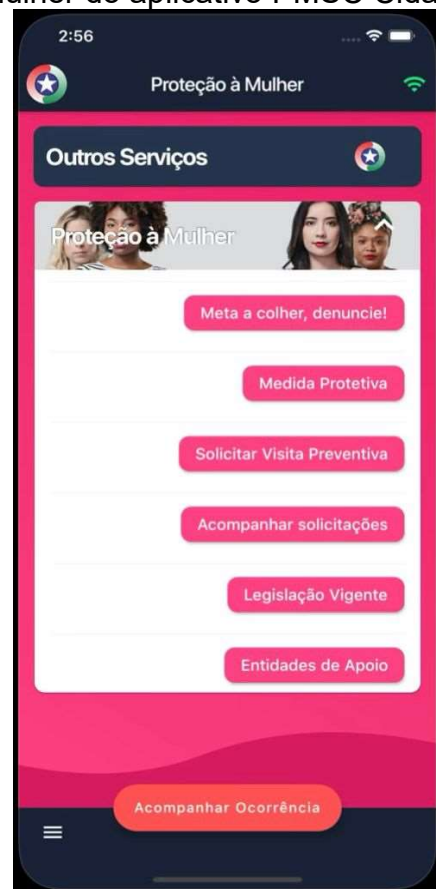 2:56
Proteção à Mulher
Outros Serviços
Proteção à Mulher
Meta a colher, denuncie!
Medida Protetiva
Solicitar Visita Preventiva
Acompanhar solicitações
Legislação Vigente
Entidades de Apoio
Acompanhar Ocorrência